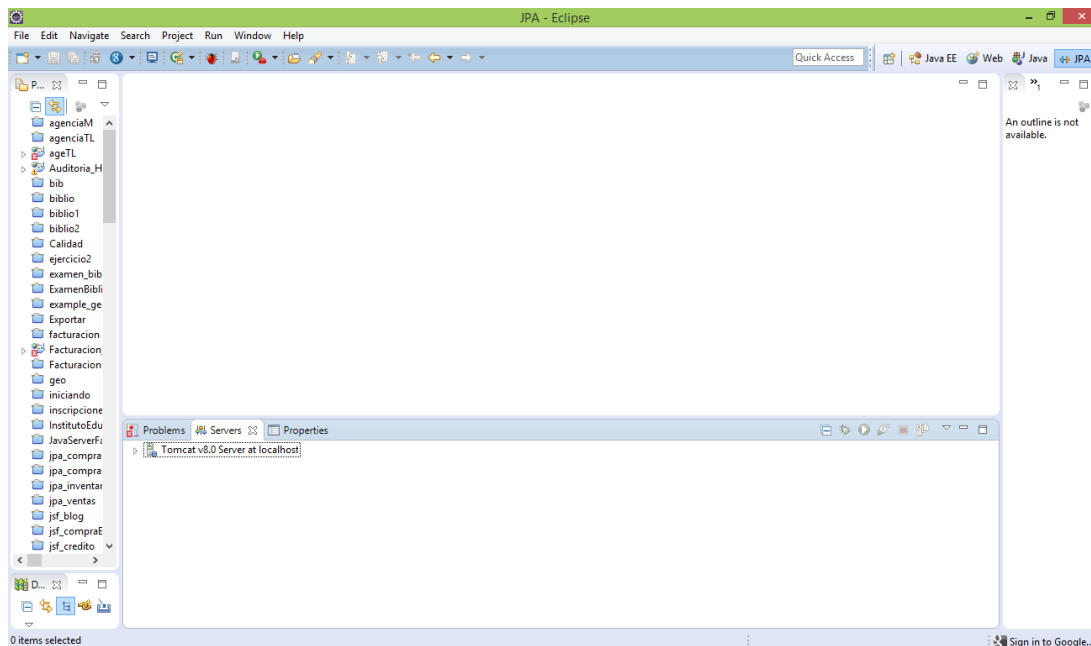 JPA - Eclipse
File Edit Navigate Search Project Run Window Help
Quick Access
Java EE
Web
Java
JPA
P...
agenciaM
agenciaTL
ageTL
Auditoria_H
bib
biblio
biblio1
biblio2
Calidad
ejercicio2
examen_bib
ExamenBibli
example_ge
Exportar
facturacion
Facturacion_
Facturacion
geo
iniciando
inscripcione
InstitutoEdu
JavaServerFa
jpa_compra
jpa_compra
jpa_inventar
jpa_ventas
jsf_blog
jsf_compraE
jsf_credito
D...
0 items selected
Problems Servers Properties
Tomcat v8.0 Server at localhost
An outline is not
available.
Sign in to Google...